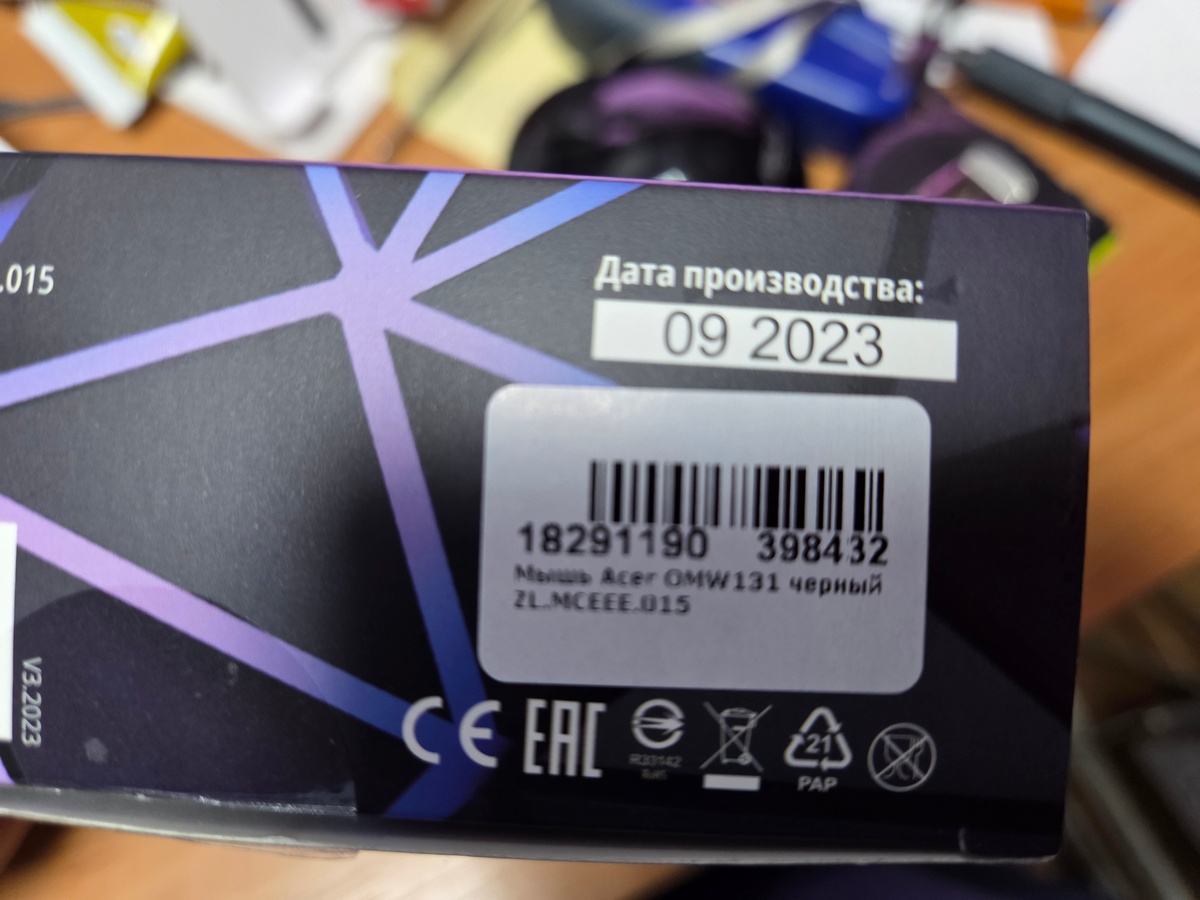 .015
Дата производства:
09 2023
18291190 398432
Мышь Acer OMW131 черный
ZL.MCEEE.015
V3.2023
CE EAC
R33142
RoHS
21
PAP